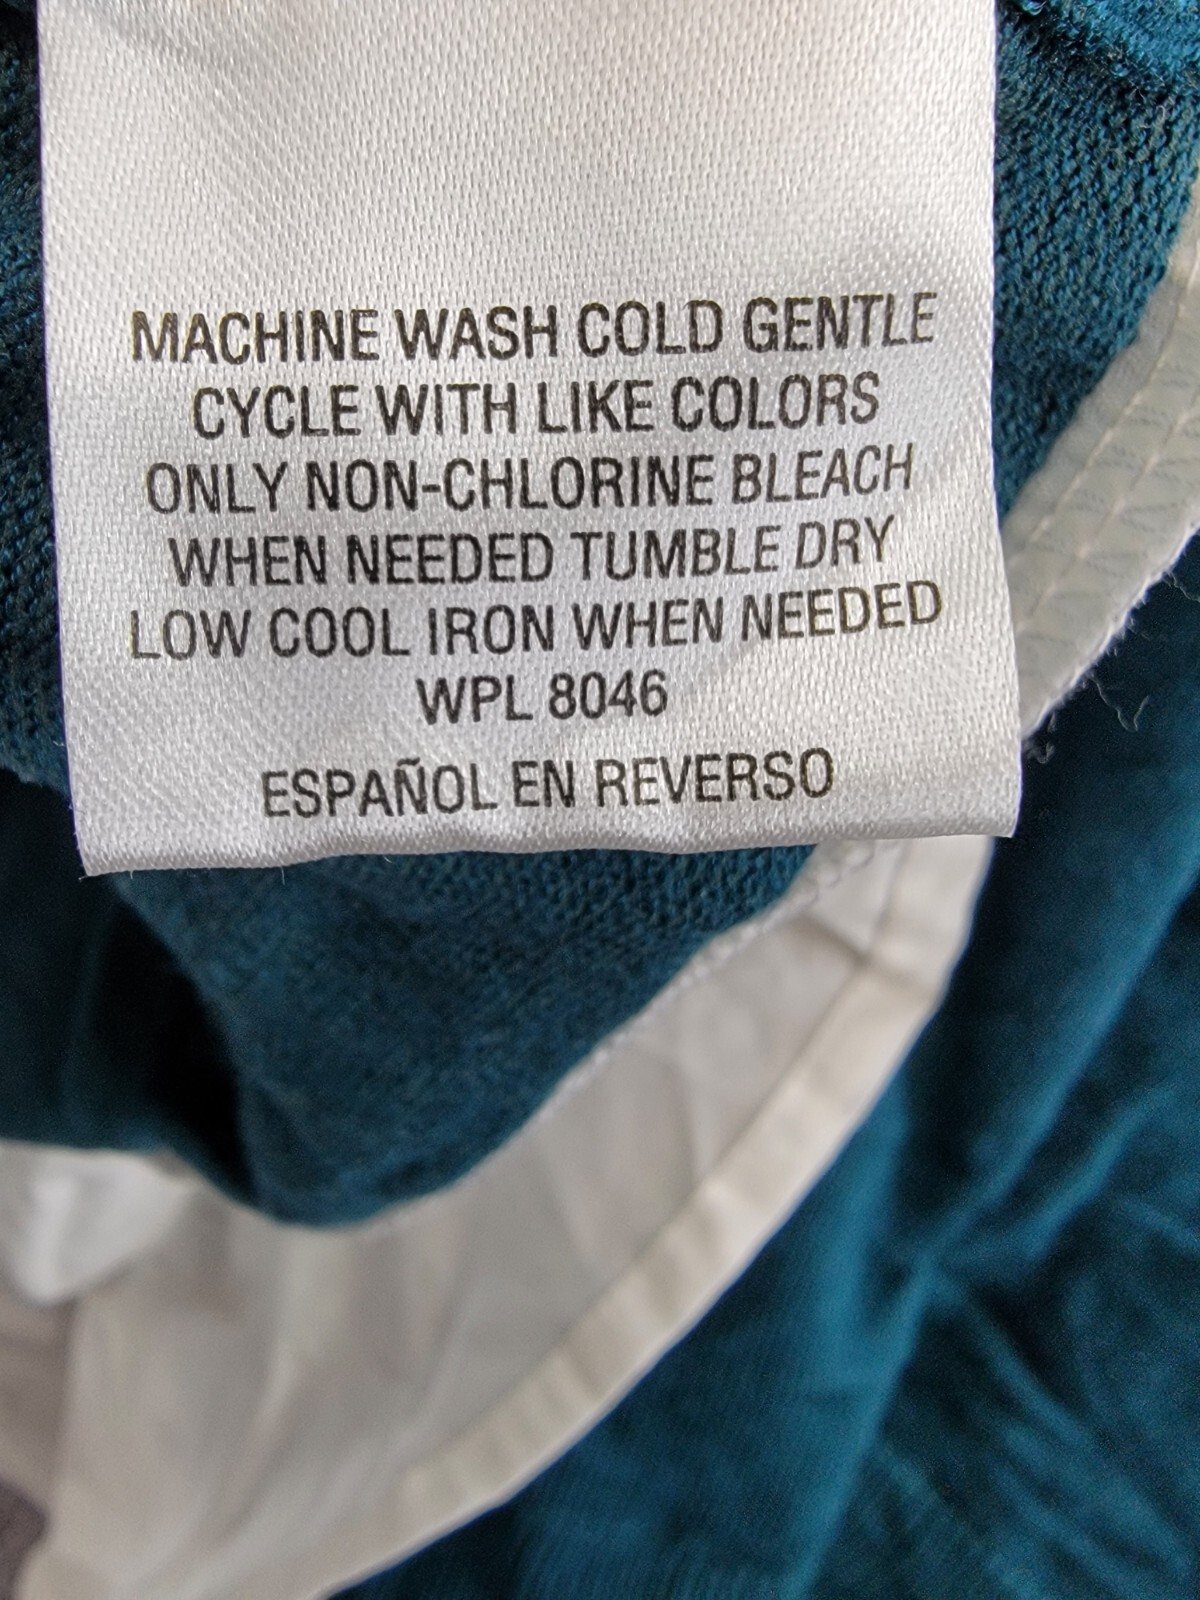 MACHINE WASH COLD GENTLE
CYCLE WITH LIKE COLORS
ONLY NON-CHLORINE BLEACH
WHEN NEEDED TUMBLE DRY
LOW COOL IRON WHEN NEEDED
WPL 8046
ESPAÑOL EN REVERSO